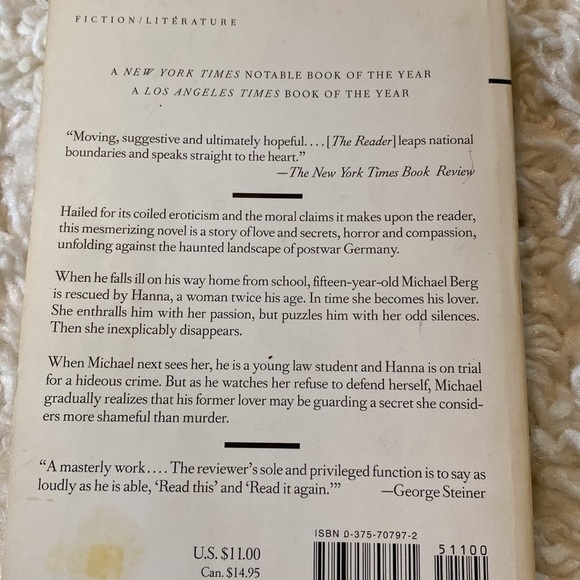 FICTION/LITERATURE
A NEW YORK TIMES NOTABLE BOOK OF THE YEAR
A LOS ANGELES TIMES BOOK OF THE YEAR
“Moving, suggestive and ultimately hopeful. . . . [The Reader] leaps national
boundaries and speaks straight to the heart.”
—The New York Times Book Review
Hailed for its coiled eroticism and the moral claims it makes upon the reader,
this mesmerizing novel is a story of love and secrets, horror and compassion,
unfolding against the haunted landscape of postwar Germany.
When he falls ill on his way home from school, fifteen-year-old Michael Berg
is rescued by Hanna, a woman twice his age. In time she becomes his lover.
She enthralls him with her passion, but puzzles him with her odd silences.
Then she inexplicably disappears.
When Michael next sees her, he is a young law student and Hanna is on trial
for a hideous crime. But as he watches her refuse to defend herself, Michael
gradually realizes that his former lover may be guarding a secret she consid-
ers more shameful than murder.
“A masterly work. . . . The reviewer’s sole and privileged function is to say as
loudly as he is able, ‘Read this’ and ‘Read it again.’” —George Steiner
ISBN 0-375-70797-2
U.S. $11.00
Can. $14.95
51100